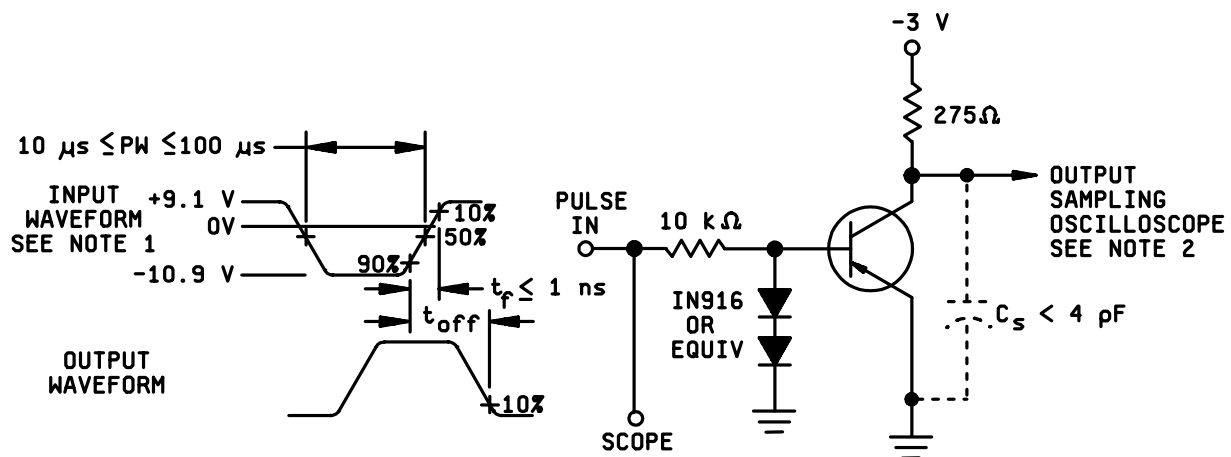 -3 V
275Ω
10 μs ≤PW ≤100 μs
INPUT
WAVEFORM
SEE NOTE 1
+9.1 V
0V
-10.9 V
10%
50%
90%
t_f ≤ 1 ns
t_off
OUTPUT
WAVEFORM
10%
PULSE
IN
10 kΩ
IN916
OR
EQUIV
SCOPE
OUTPUT
SAMPLING
OSCILLOSCOPE
SEE NOTE 2
C_s < 4 pF